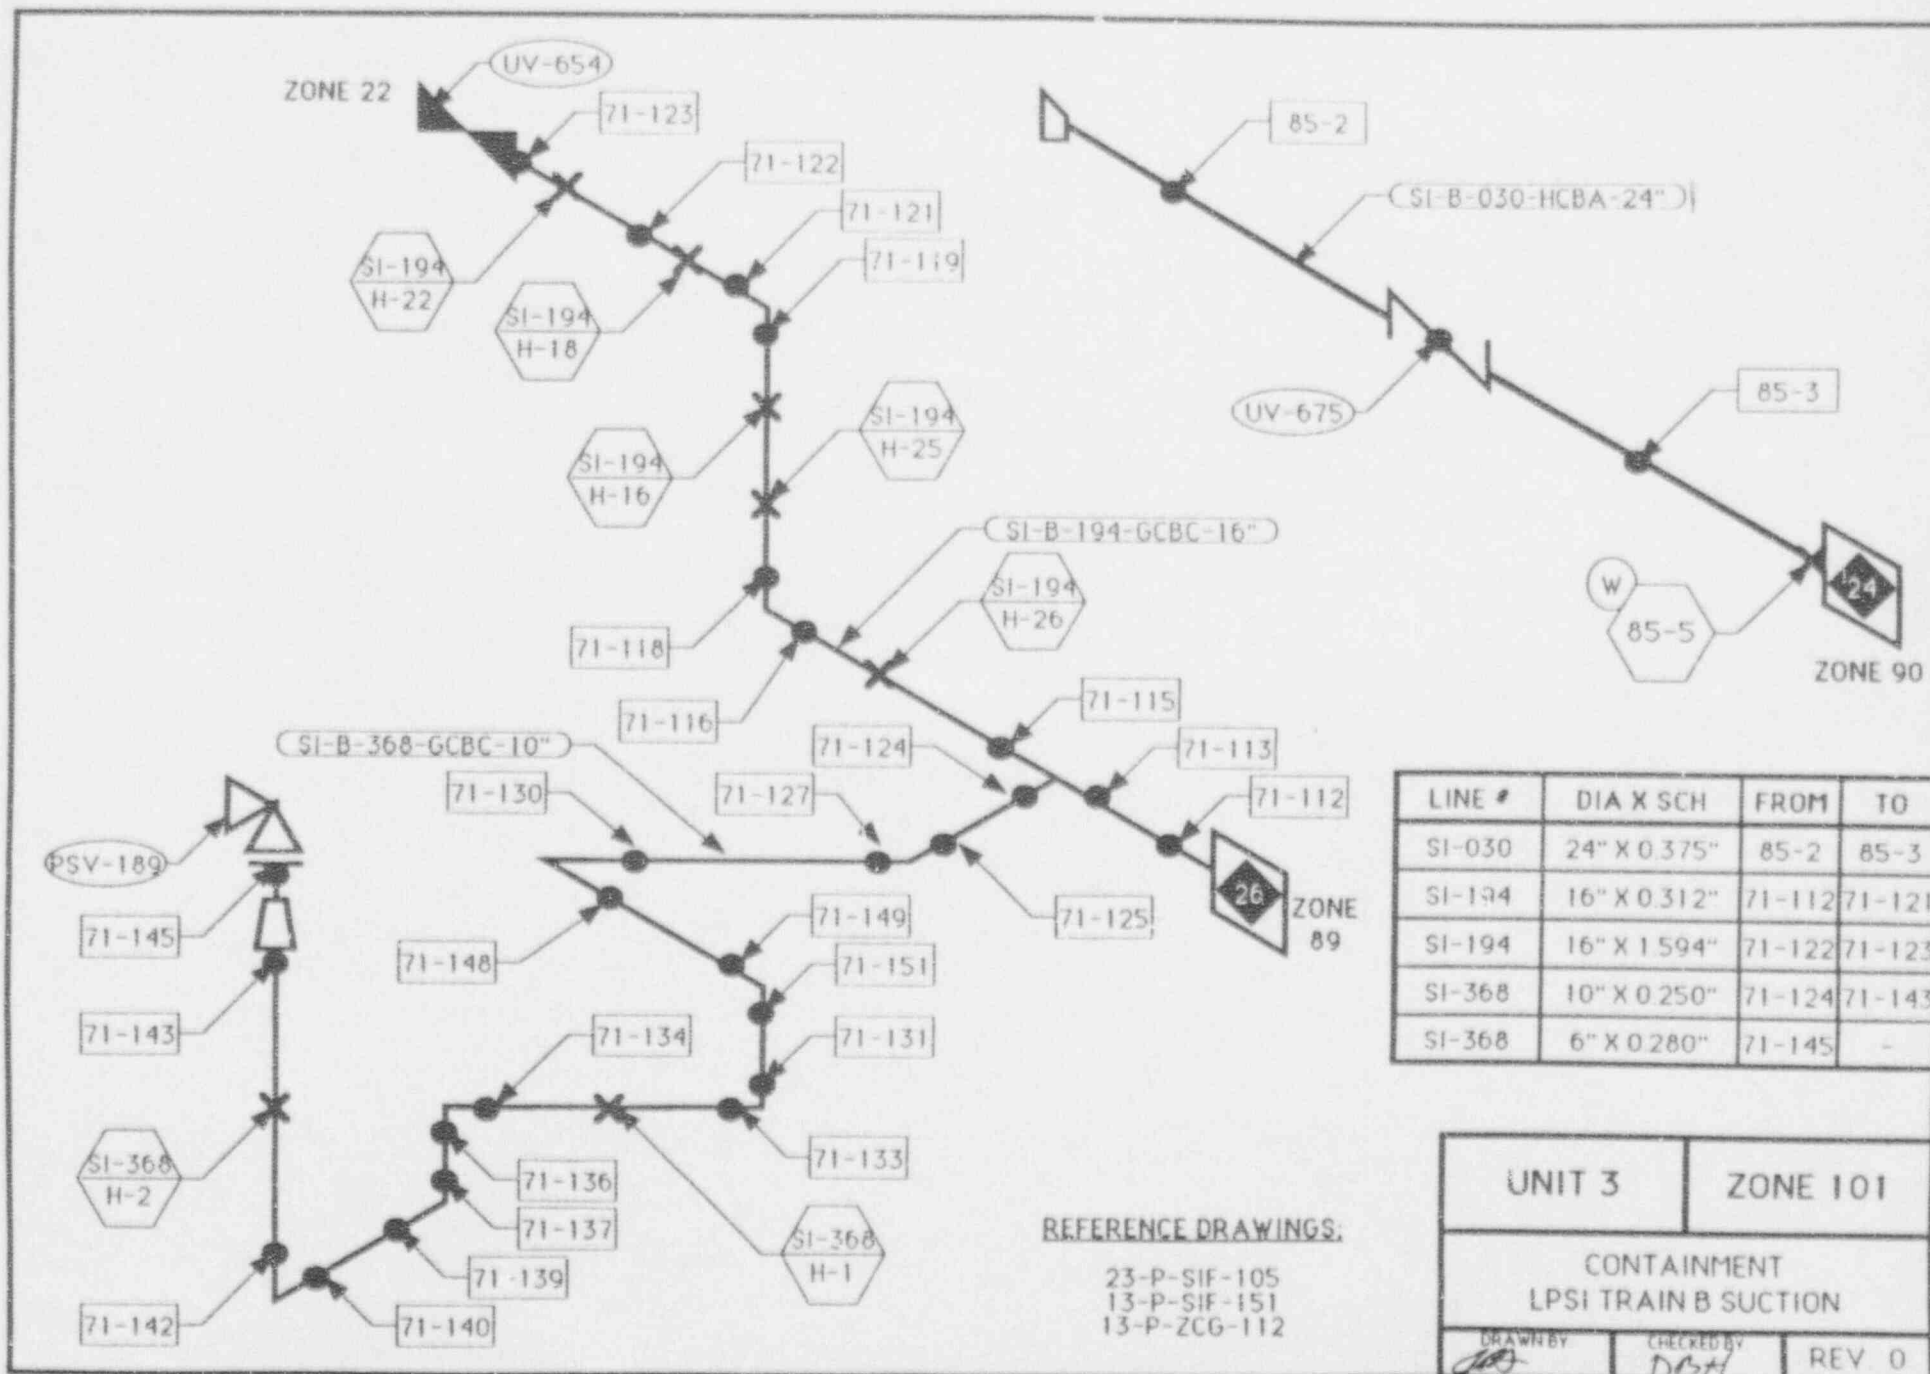 ZONE 22
UV-654
71-123
71-122
71-121
71-119
SI-194
H-22
SI-194
H-18
SI-194
H-16
SI-194
H-25
SI-B-194-GCBC-16"
SI-194
H-26
71-118
71-116
71-115
71-124
71-113
71-112
26
ZONE
89
85-2
SI-B-030-HCBA-24"
UV-675
85-3
W
85-5
24
ZONE 90
SI-B-368-GCBC-10"
71-130
71-127
71-125
PSV-189
71-145
71-143
71-148
71-149
71-151
71-134
71-131
71-133
71-136
71-137
71-139
71-140
71-142
SI-368
H-2
SI-368
H-1
LINE # DIA X SCH FROM TO
SI-030 24" X 0.375" 85-2 85-3
SI-194 16" X 0.312" 71-112 71-121
SI-194 16" X 1.594" 71-122 71-123
SI-368 10" X 0.250" 71-124 71-143
SI-368 6" X 0.280" 71-145 -
REFERENCE DRAWINGS:
23-P-SIF-105
13-P-SIF-151
13-P-ZCG-112
UNIT 3 ZONE 101
CONTAINMENT
LPSI TRAIN B SUCTION
DRAWN BY CHECKED BY
DBH
REV 0